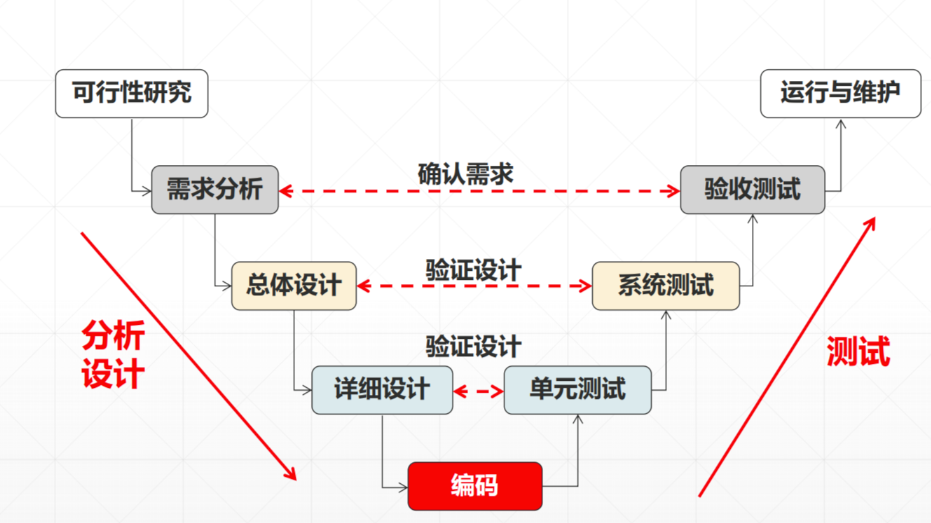 可行性研究
运行与维护
需求分析
确认需求
验收测试
总体设计
验证设计
系统测试
分析
设计
验证设计
测试
详细设计
单元测试
编码